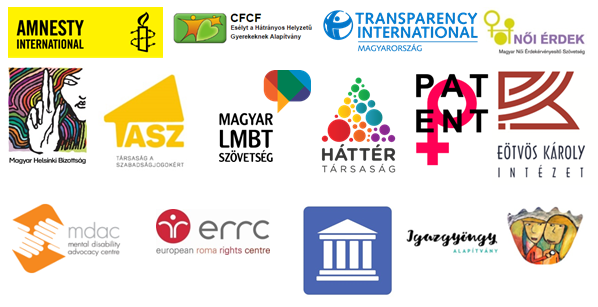 AMNESTY
INTERNATIONAL
CFCF
Esélyt a Hátrányos Helyzetű
Gyerekeknek Alapítvány
TRANSPARENCY
INTERNATIONAL
MAGYARORSZÁG
NŐI ÉRDEK
Magyar Női Érdekérvényesítő Szövetség
Magyar Helsinki Bizottság
TASZ
TÁRSASÁG A
SZABADSÁGJOGOKÉRT
MAGYAR
LMBT
SZÖVETSÉG
HÁTTÉR
TÁRSASÁG
PAT
ENT
EÖTVÖS KÁROLY
INTÉZET
mdac
mental disability
advocacy centre
errc
european roma rights centre
Igazgyöngy
ALAPÍTVÁNY